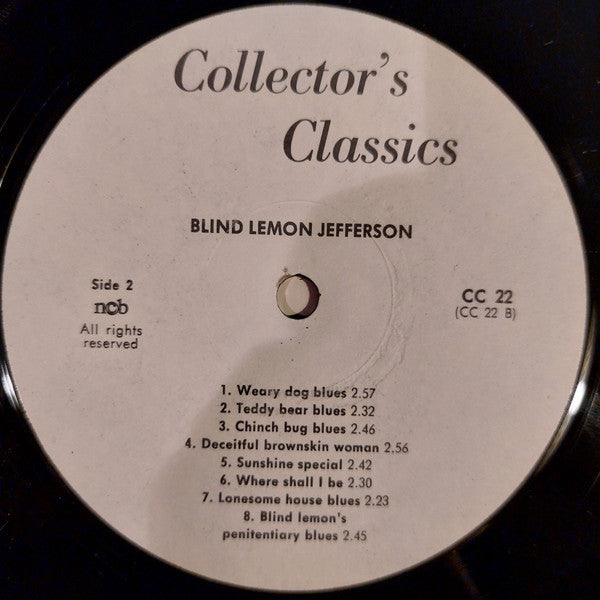 Collector's
Classics
BLIND LEMON JEFFERSON
Side 2
ncb
All rights
reserved
CC 22
(CC 22 B)
1. Weary dog blues 2.57
2. Teddy bear blues 2.32
3. Chinch bug blues 2.46
4. Deceitful brownskin woman 2.56
5. Sunshine special 2.42
6. Where shall I be 2.30
7. Lonesome house blues 2.23
8. Blind lemon's
penitentiary blues 2.45